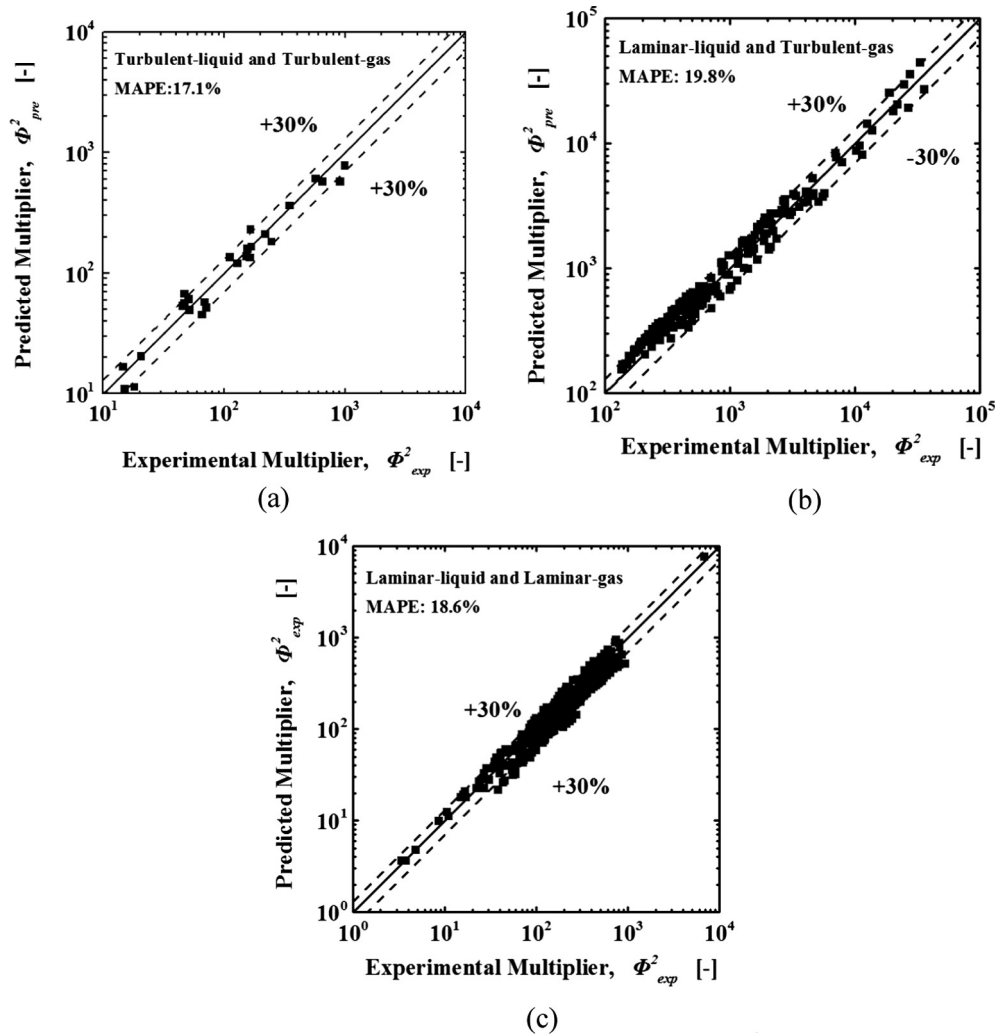 10⁴
Turbulent-liquid and Turbulent-gas
MAPE:17.1%
+30%
+30%
10³
10²
10¹
10¹ 10² 10³ 10⁴
Predicted Multiplier, Φ²pre [-]
Experimental Multiplier, Φ²exp [-]
(a)
10⁵
Laminar-liquid and Turbulent-gas
MAPE: 19.8%
+30%
-30%
10⁴
10³
10²
10² 10³ 10⁴ 10⁵
Predicted Multiplier, Φ²pre [-]
Experimental Multiplier, Φ²exp [-]
(b)
10⁴
Laminar-liquid and Laminar-gas
MAPE: 18.6%
10³
+30%
10²
+30%
10¹
10⁰
10⁰ 10¹ 10² 10³ 10⁴
Predicted Multiplier, Φ²exp [-]
Experimental Multiplier, Φ²exp [-]
(c)